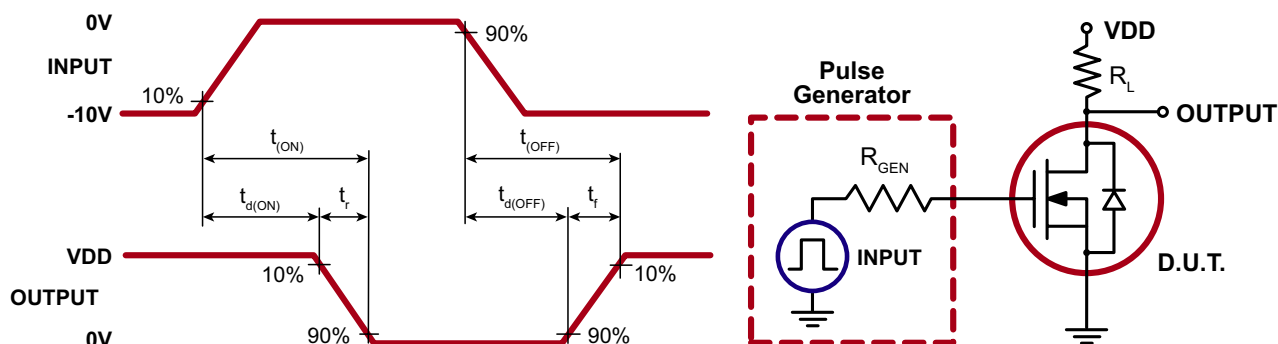 0V
INPUT
-10V
10%
90%
t(ON)
t(OFF)
td(ON)
tr
td(OFF)
tf
VDD
OUTPUT
0V
10%
90%
90%
10%
Pulse
Generator
RGEN
INPUT
VDD
RL
OUTPUT
D.U.T.